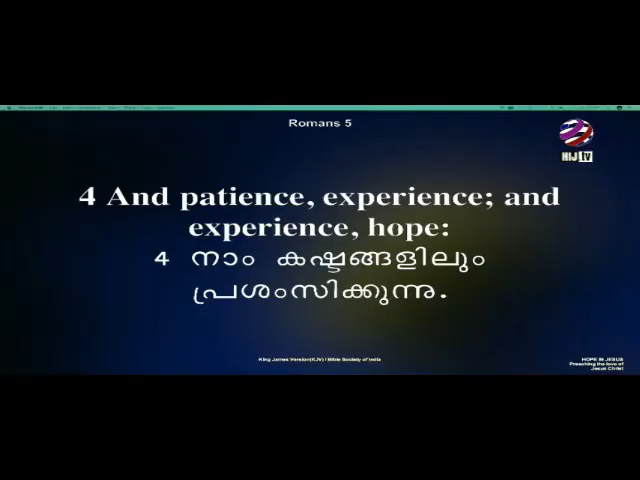 Romans 5
HIJ TV
4 And patience, experience; and
experience, hope:
4 നാം കഷ്ടങ്ങളിലും
പ്രശംസിക്കുന്നു.
King James Version(KJV) / Bible Society of India
HOPE IN JESUS
Preaching the love of
Jesus Christ